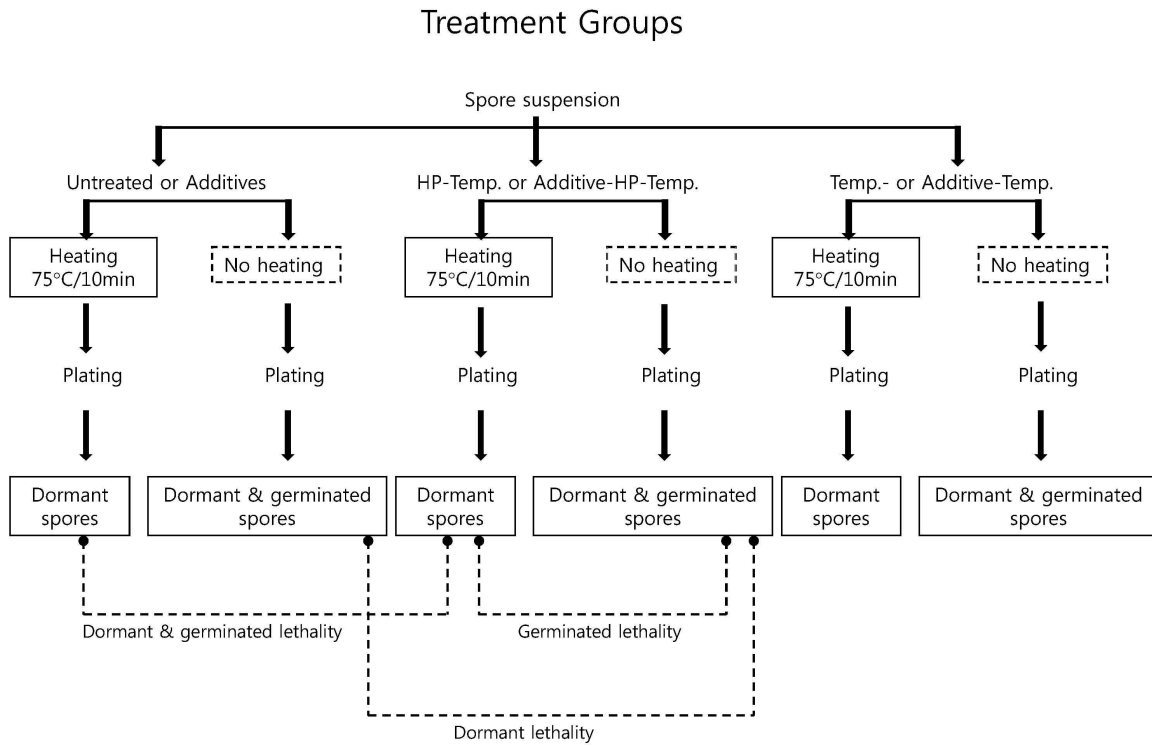 Treatment Groups
Spore suspension
Untreated or Additives
HP-Temp. or Additive-HP-Temp.
Temp.- or Additive-Temp.
Heating
75°C/10min
No heating
Heating
75°C/10min
No heating
Heating
75°C/10min
No heating
Plating
Plating
Plating
Plating
Plating
Plating
Dormant
spores
Dormant & germinated
spores
Dormant
spores
Dormant & germinated
spores
Dormant
spores
Dormant & germinated
spores
Dormant & germinated lethality
Germinated lethality
Dormant lethality